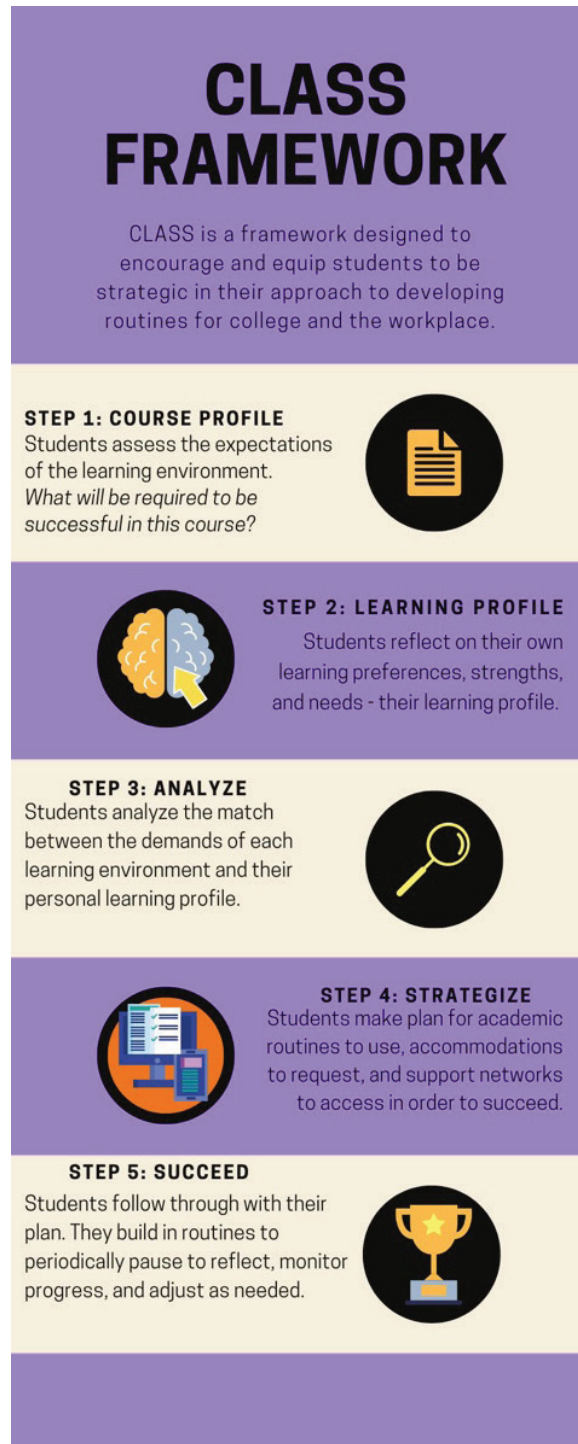 CLASS
FRAMEWORK
CLASS is a framework designed to
encourage and equip students to be
strategic in their approach to developing
routines for college and the workplace.
STEP 1: COURSE PROFILE
Students assess the expectations
of the learning environment.
What will be required to be
successful in this course?
STEP 2: LEARNING PROFILE
Students reflect on their own
learning preferences, strengths,
and needs - their learning profile.
STEP 3: ANALYZE
Students analyze the match
between the demands of each
learning environment and their
personal learning profile.
STEP 4: STRATEGIZE
Students make plan for academic
routines to use, accommodations
to request, and support networks
to access in order to succeed.
STEP 5: SUCCEED
Students follow through with their
plan. They build in routines to
periodically pause to reflect, monitor
progress, and adjust as needed.